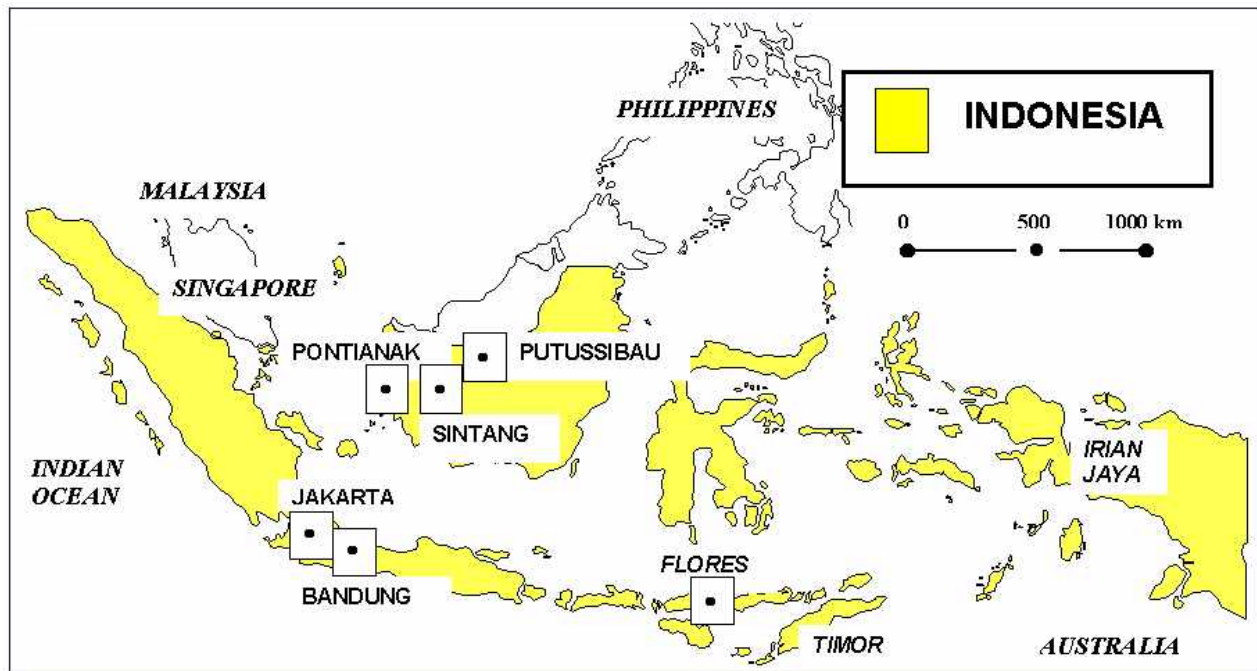 PHILIPPINES
INDONESIA
MALAYSIA
0 500 1000 km
SINGAPORE
PONTIANAK
PUTUSSIBAU
SINTANG
INDIAN
OCEAN
IRIAN
JAYA
JAKARTA
BANDUNG
FLORES
TIMOR
AUSTRALIA